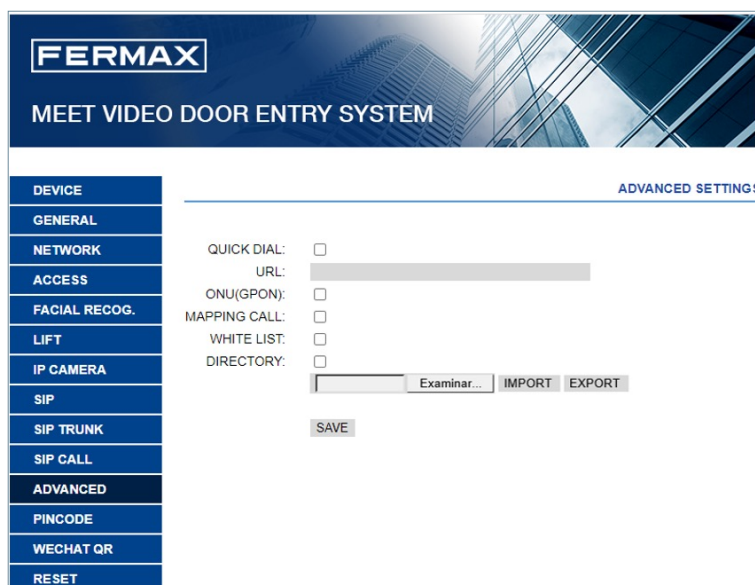 FERMAX
MEET VIDEO DOOR ENTRY SYSTEM
DEVICE
GENERAL
NETWORK
ACCESS
FACIAL RECOG.
LIFT
IP CAMERA
SIP
SIP TRUNK
SIP CALL
ADVANCED
PINCODE
WECHAT QR
RESET
ADVANCED SETTINGS
QUICK DIAL:
URL:
ONU(GPON):
MAPPING CALL:
WHITE LIST:
DIRECTORY:
Examinar... IMPORT EXPORT
SAVE